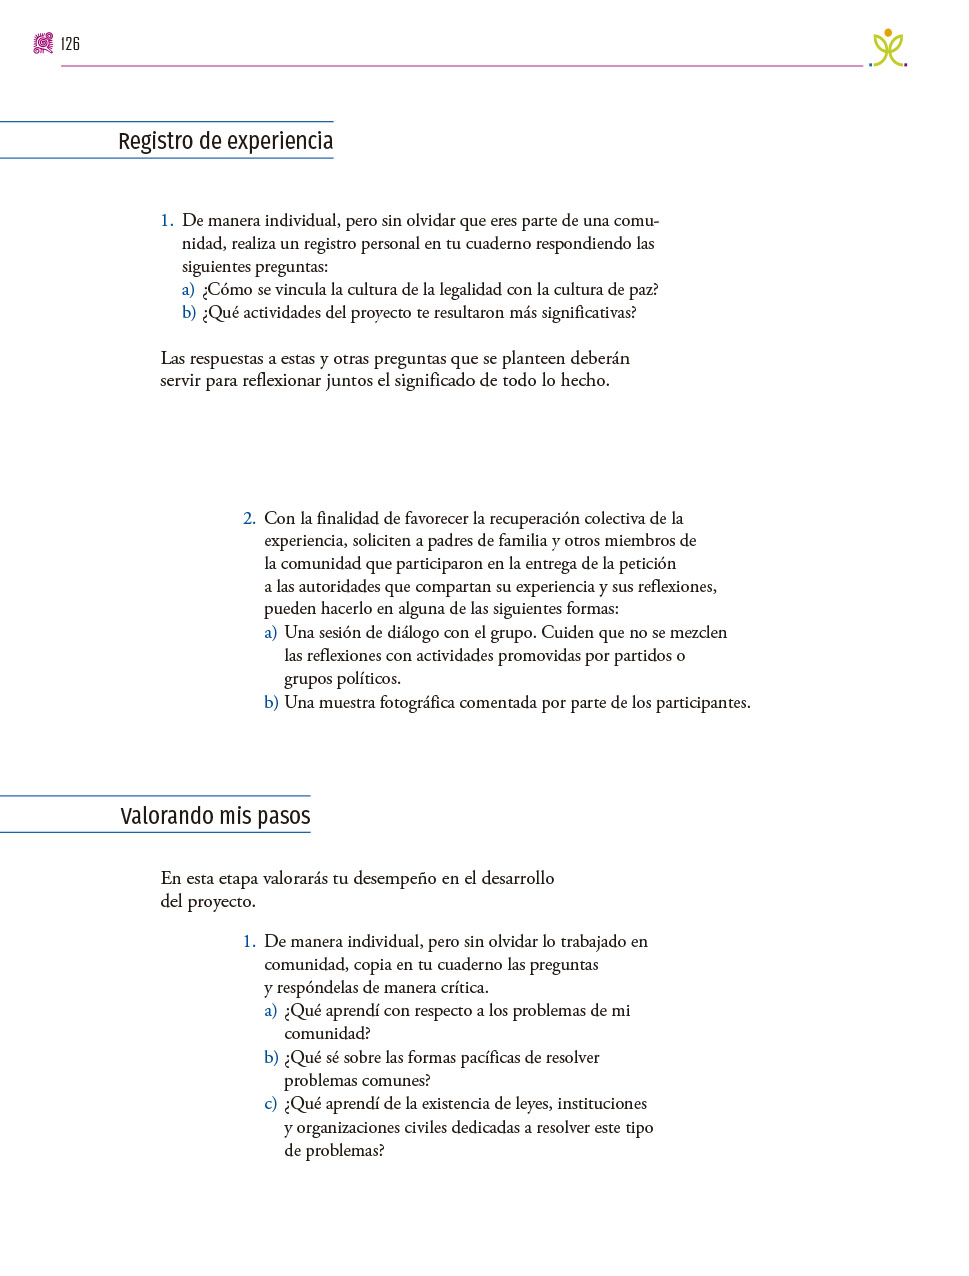 126
Registro de experiencia
1. De manera individual, pero sin olvidar que eres parte de una comu-
nidad, realiza un registro personal en tu cuaderno respondiendo las
siguientes preguntas:
a) ¿Cómo se vincula la cultura de la legalidad con la cultura de paz?
b) ¿Qué actividades del proyecto te resultaron más significativas?
Las respuestas a estas y otras preguntas que se planteen deberán
servir para reflexionar juntos el significado de todo lo hecho.
2. Con la finalidad de favorecer la recuperación colectiva de la
experiencia, soliciten a padres de familia y otros miembros de
la comunidad que participaron en la entrega de la petición
a las autoridades que compartan su experiencia y sus reflexiones,
pueden hacerlo en alguna de las siguientes formas:
a) Una sesión de diálogo con el grupo. Cuiden que no se mezclen
las reflexiones con actividades promovidas por partidos o
grupos políticos.
b) Una muestra fotográfica comentada por parte de los participantes.
Valorando mis pasos
En esta etapa valorarás tu desempeño en el desarrollo
del proyecto.
1. De manera individual, pero sin olvidar lo trabajado en
comunidad, copia en tu cuaderno las preguntas
y respóndelas de manera crítica.
a) ¿Qué aprendí con respecto a los problemas de mi
comunidad?
b) ¿Qué sé sobre las formas pacíficas de resolver
problemas comunes?
c) ¿Qué aprendí de la existencia de leyes, instituciones
y organizaciones civiles dedicadas a resolver este tipo
de problemas?